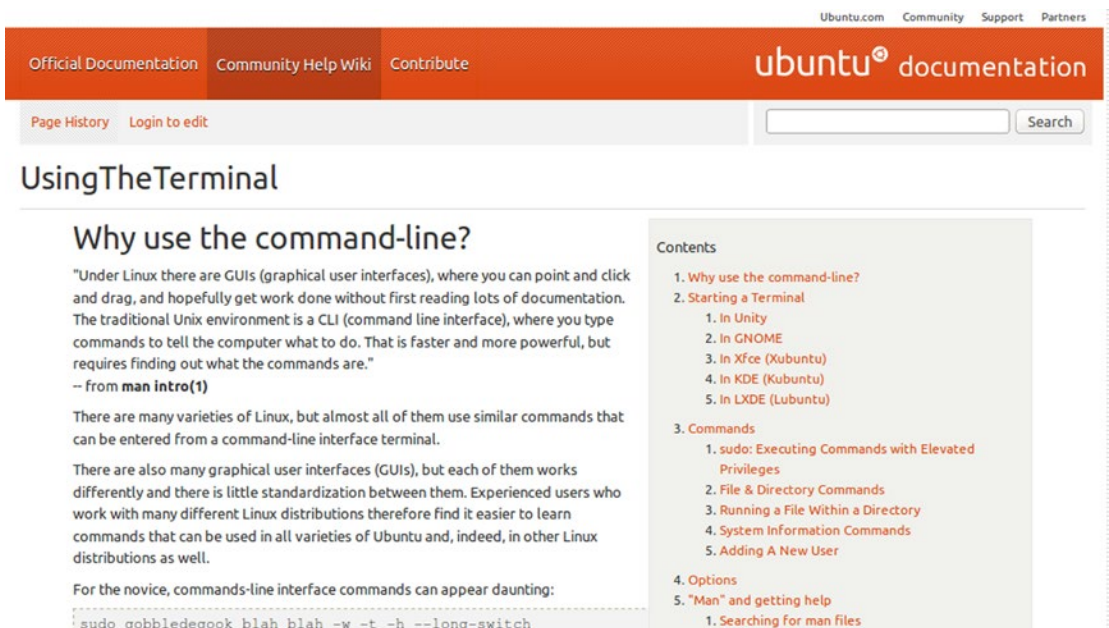 Ubuntu.com Community Support Partners
Official Documentation Community Help Wiki Contribute
ubuntu documentation
Page History Login to edit
Search
UsingTheTerminal
Why use the command-line?
"Under Linux there are GUIs (graphical user interfaces), where you can point and click
and drag, and hopefully get work done without first reading lots of documentation.
The traditional Unix environment is a CLI (command line interface), where you type
commands to tell the computer what to do. That is faster and more powerful, but
requires finding out what the commands are."
-- from man intro(1)
There are many varieties of Linux, but almost all of them use similar commands that
can be entered from a command-line interface terminal.
There are also many graphical user interfaces (GUIs), but each of them works
differently and there is little standardization between them. Experienced users who
work with many different Linux distributions therefore find it easier to learn
commands that can be used in all varieties of Ubuntu and, indeed, in other Linux
distributions as well.
For the novice, commands-line interface commands can appear daunting:
sudo gobbledegook blah blah -w -t -h --long-switch
Contents
1. Why use the command-line?
2. Starting a Terminal
1. In Unity
2. In GNOME
3. In Xfce (Xubuntu)
4. In KDE (Kubuntu)
5. In LXDE (Lubuntu)
3. Commands
1. sudo: Executing Commands with Elevated
Privileges
2. File & Directory Commands
3. Running a File Within a Directory
4. System Information Commands
5. Adding A New User
4. Options
5. "Man" and getting help
1. Searching for man files